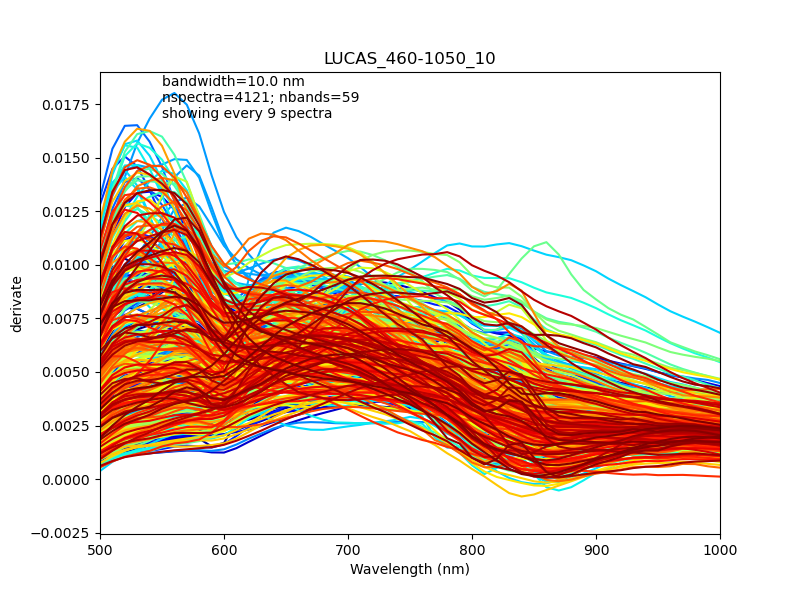 LUCAS_460-1050_10
bandwidth=10.0 nm
nspectra=4121; nbands=59
showing every 9 spectra
derivate
0.0175
0.0150
0.0125
0.0100
0.0075
0.0050
0.0025
0.0000
−0.0025
500 600 700 800 900 1000
Wavelength (nm)